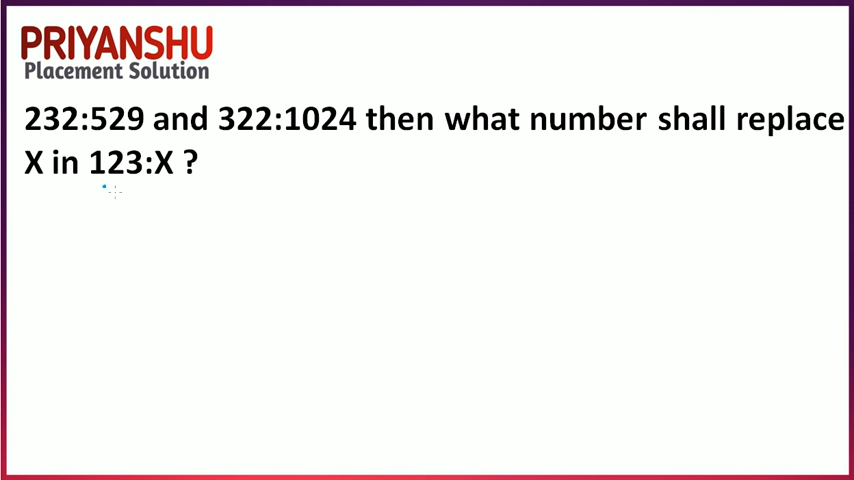 PRIYANSHU
Placement Solution
232:529 and 322:1024 then what number shall replace
X in 123:X ?